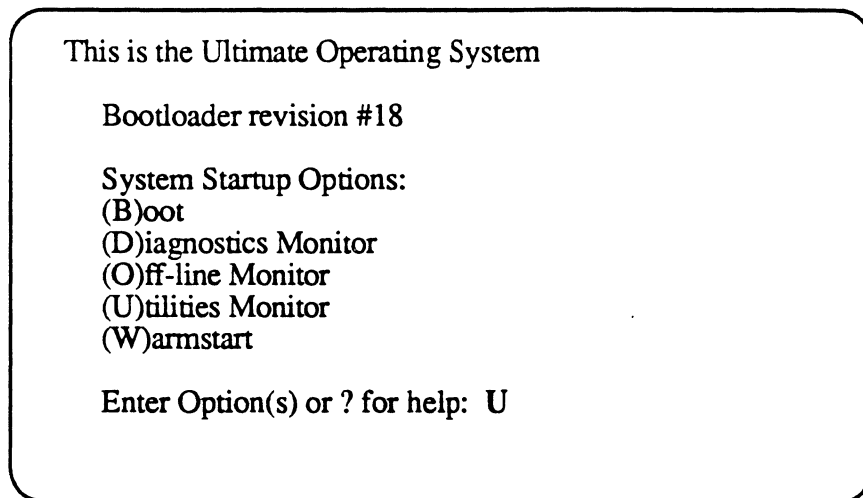 This is the Ultimate Operating System
Bootloader revision #18
System Startup Options:
(B)oot
(D)iagnostics Monitor
(O)ff-line Monitor
(U)tilities Monitor
(W)armstart
Enter Option(s) or ? for help: U